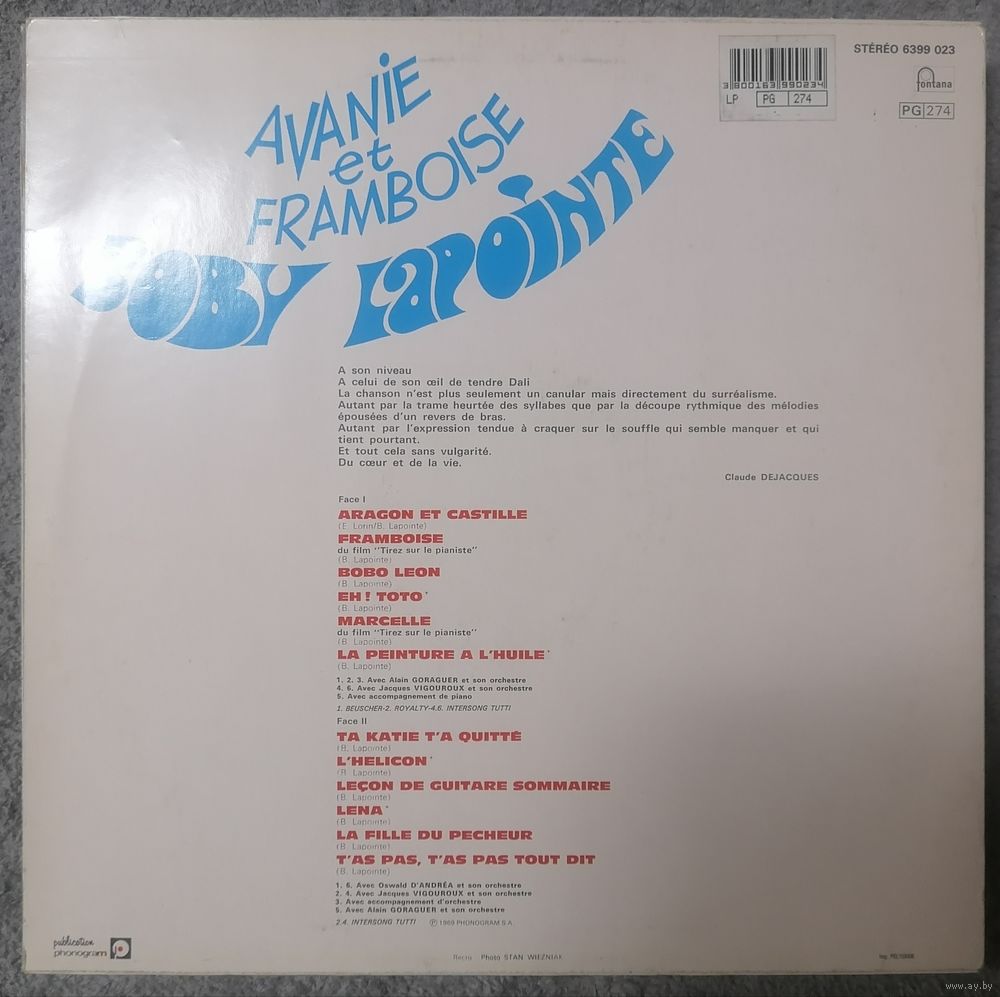 STÉRÉO 6399 023
3 800163 990234
LP PG 274
fontana
PG 274
AVANIE
et
FRAMBOISE
BOBY LAPOINTE
A son niveau
A celui de son œil de tendre Dali
La chanson n'est plus seulement un canular mais directement du surréalisme.
Autant par la trame heurtée des syllabes que par la découpe rythmique des mélodies
épousées d'un revers de bras.
Autant par l'expression tendue à craquer sur le souffle qui semble manquer et qui
tient pourtant.
Et tout cela sans vulgarité.
Du cœur et de la vie.
Claude DEJACQUES
Face I
ARAGON ET CASTILLE
(E. Lorin/B. Lapointe)
FRAMBOISE
du film "Tirez sur le pianiste"
(B. Lapointe)
BOBO LEON
(B. Lapointe)
EH ! TOTO*
(B. Lapointe)
MARCELLE
du film "Tirez sur le pianiste"
(B. Lapointe)
LA PEINTURE A L'HUILE*
(B. Lapointe)
1. 2. 3. Avec Alain GORAGUER et son orchestre
4. 6. Avec Jacques VIGOUROUX et son orchestre
5. Avec accompagnement de piano
1. BEUSCHER-2. ROYALTY-4.6. INTERSONG TUTTI
Face II
TA KATIE T'A QUITTÉ
(B. Lapointe)
L'HELICON*
(B. Lapointe)
LEÇON DE GUITARE SOMMAIRE
(B. Lapointe)
LENA*
(B. Lapointe)
LA FILLE DU PECHEUR
(B. Lapointe)
T'AS PAS, T'AS PAS TOUT DIT
(B. Lapointe)
1. 6. Avec Oswald D'ANDRÉA et son orchestre
2. 4. Avec Jacques VIGOUROUX et son orchestre
3. Avec accompagnement d'orchestre
5. Avec Alain GORAGUER et son orchestre
2.4. INTERSONG TUTTI ℗ 1969 PHONOGRAM S.A.
publication
phonogram
Recto Photo STAN WIEZNIAK
www.ay.by